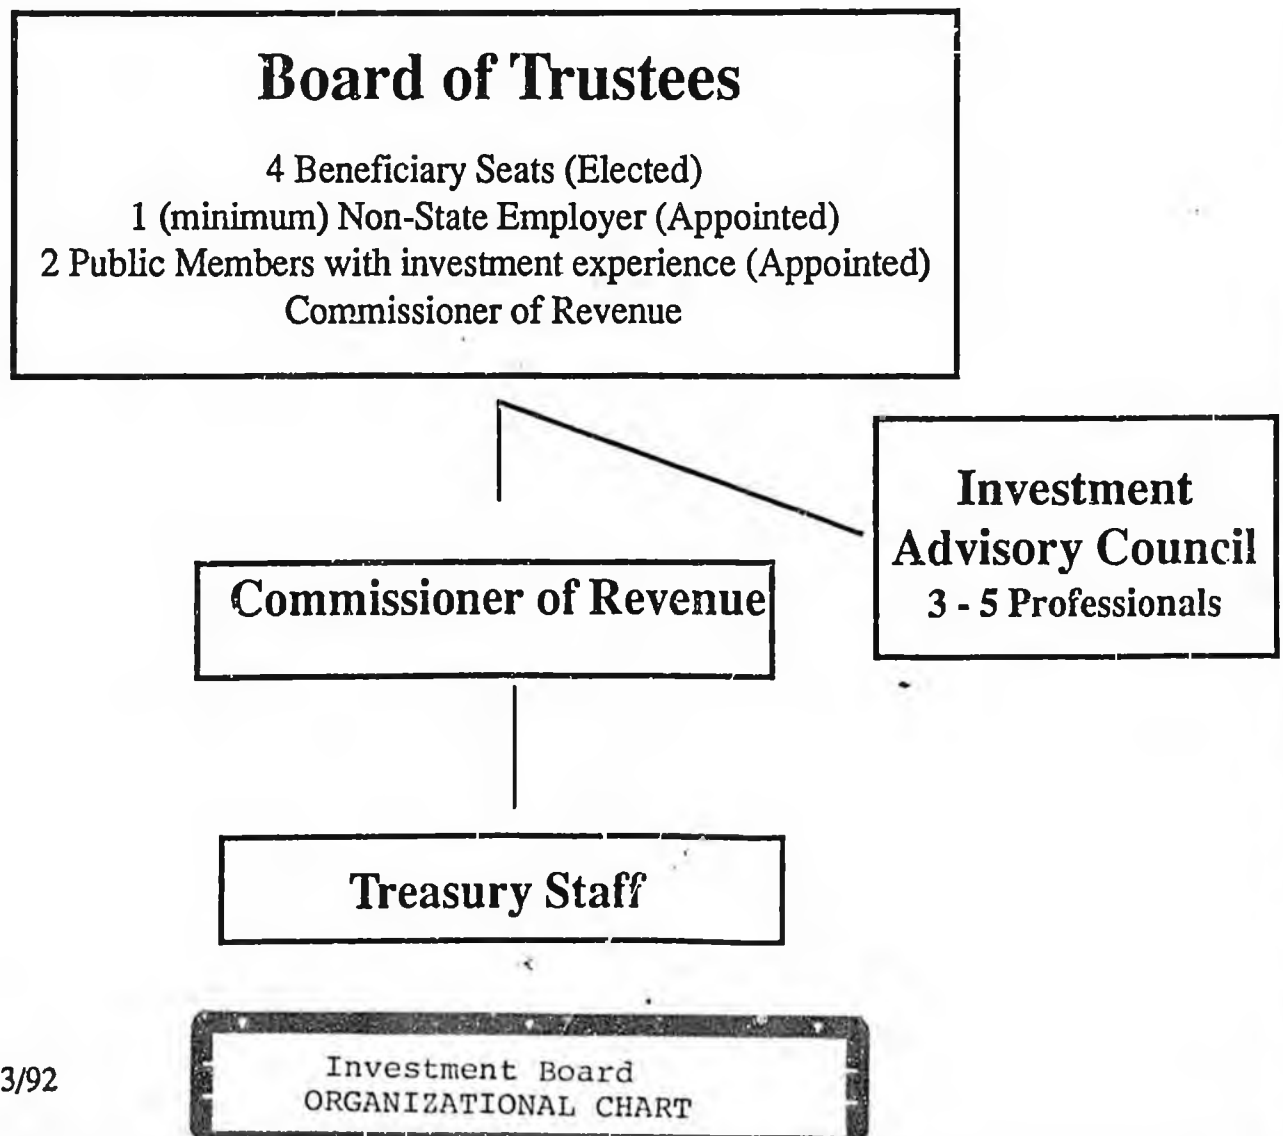 Board of Trustees
4 Beneficiary Seats (Elected)
1 (minimum) Non-State Employer (Appointed)
2 Public Members with investment experience (Appointed)
Commissioner of Revenue
Investment
Advisory Council
3 - 5 Professionals
Commissioner of Revenue
Treasury Staff
3/92
Investment Board
ORGANIZATIONAL CHART